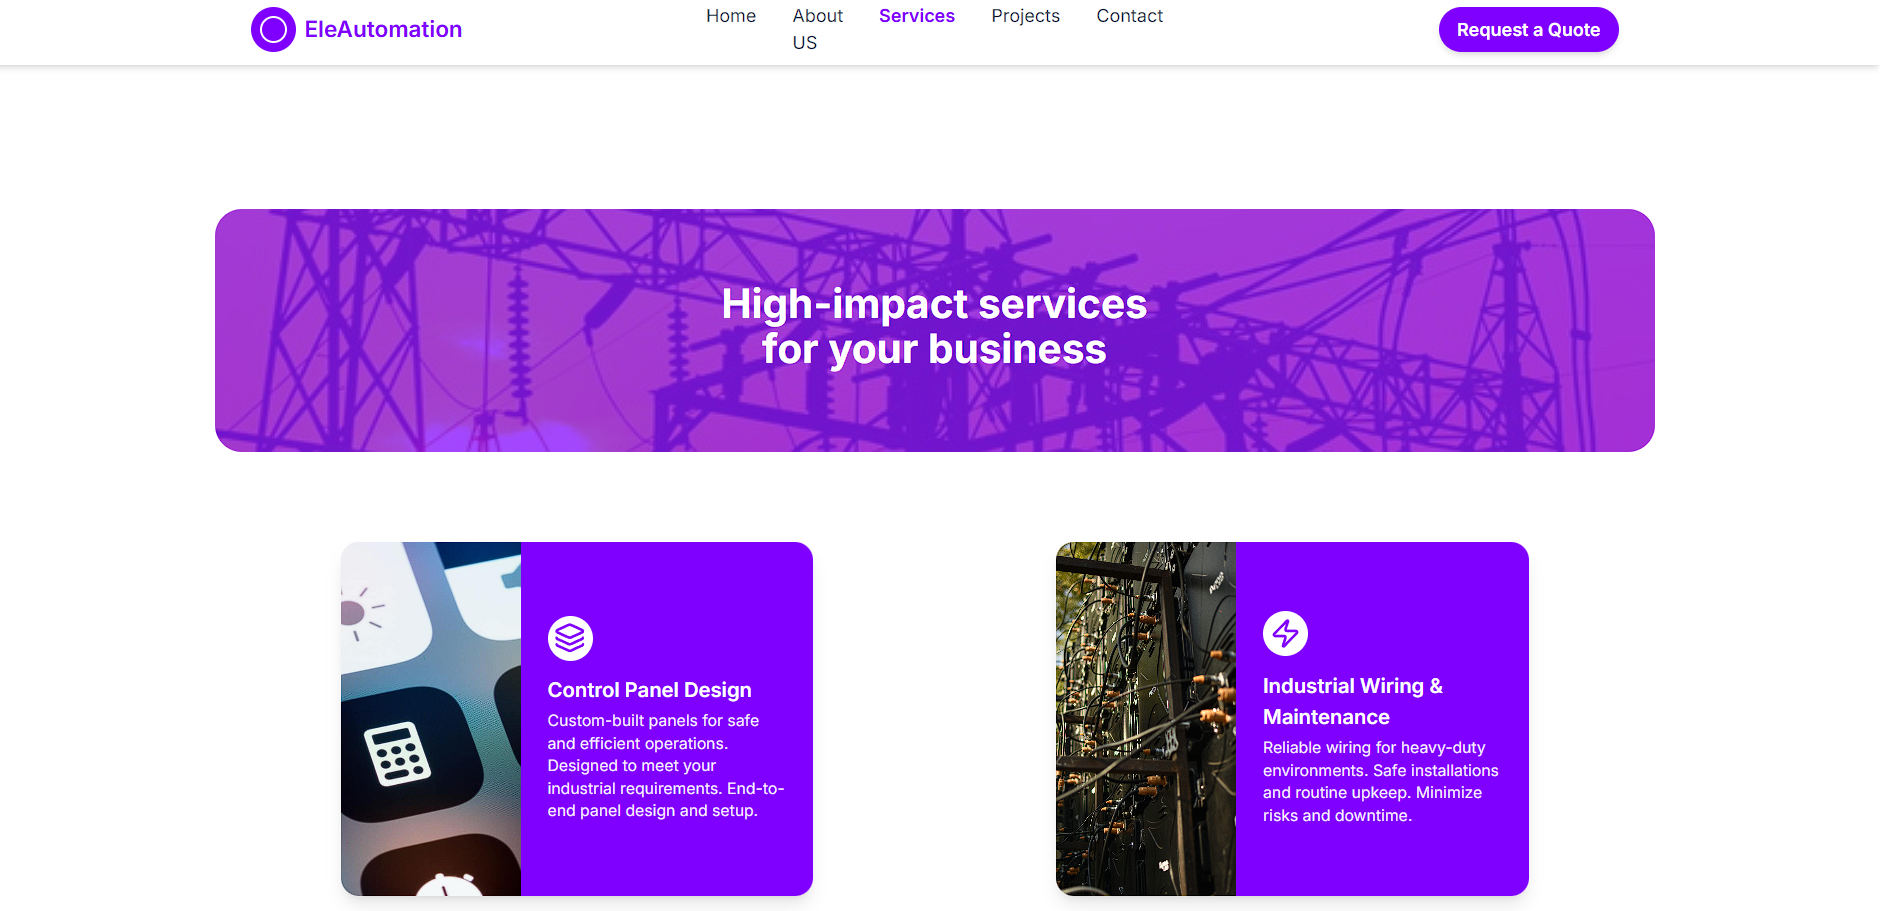 EleAutomation
Home
About
US
Services
Projects
Contact
Request a Quote
High-impact services
for your business
Control Panel Design
Custom-built panels for safe
and efficient operations.
Designed to meet your
industrial requirements. End-to-
end panel design and setup.
Industrial Wiring &
Maintenance
Reliable wiring for heavy-duty
environments. Safe installations
and routine upkeep. Minimize
risks and downtime.